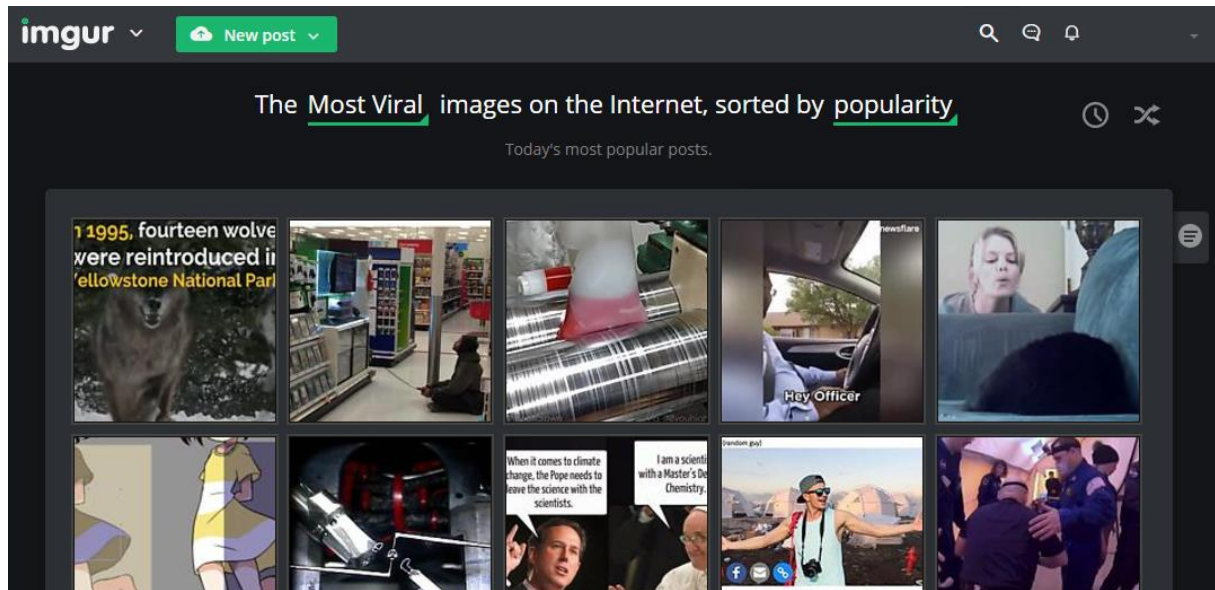 imgur
New post
The Most Viral images on the Internet, sorted by popularity
Today's most popular posts.
1995, fourteen wolve
were reintroduced i
ellowstone National Par
newsflare
Hey Officer
When it comes to climate
change, the Pope needs to
leave the science with the
scientists.
I am a scienti
with a Master's De
Chemistry.
(random guy)